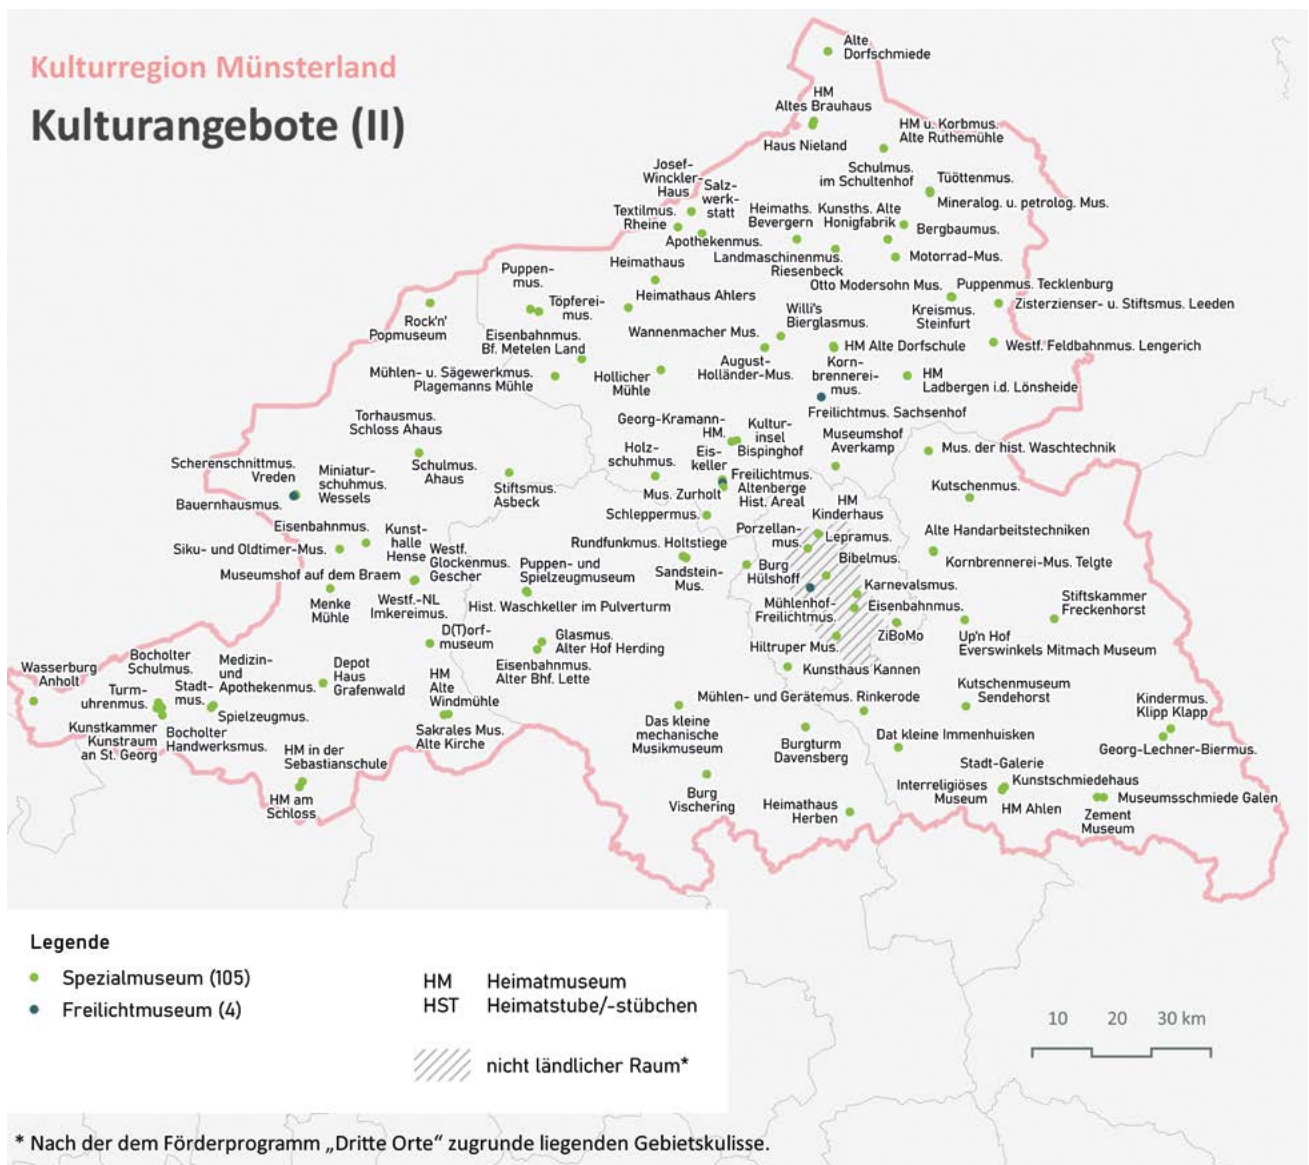 Kulturregion Münsterland
Kulturangebote (II)
Alte
Dorfschmiede
HM
Altes Brauhaus
Haus Nieland
HM u. Korbmus.
Alte Ruthemühle
Schulmus.
im Schultenhof
Tüöttenmus.
Mineralog. u. petrolog. Mus.
Josef-
Winckler-
Haus
Salz-
werk-
statt
Textilmus.
Rheine
Apothekenmus.
Heimaths.
Bevergern
Kunsths. Alte
Honigfabrik
Bergbaumus.
Landmaschinenmus.
Riesenbeck
Motorrad-Mus.
Heimathaus
Heimathaus Ahlers
Otto Modersohn Mus.
Puppenmus. Tecklenburg
Kreismus.
Steinfurt
Zisterzienser- u. Stiftsmus. Leeden
Puppen-
mus.
Töpferei-
mus.
Rock'n'
Popmuseum
Eisenbahnmus.
Bf. Metelen Land
Wannenmacher Mus.
Willi's
Bierglasmus.
HM Alte Dorfschule
Westf. Feldbahnmus. Lengerich
Mühlen- u. Sägewerkmus.
Plagemanns Mühle
Hollicher
Mühle
August-
Holländer-Mus.
Korn-
brennerei-
mus.
HM
Ladbergen i.d. Lönsheide
Freilichtmus. Sachsenhof
Torhausmus.
Schloss Ahaus
Georg-Kramann-
HM.
Kultur-
insel
Bispinghof
Museumshof
Averkamp
Mus. der hist. Waschtechnik
Scherenschnittmus.
Vreden
Miniatur-
schuhmus.
Wessels
Schulmus.
Ahaus
Stiftsmus.
Asbeck
Holz-
schuhmus.
Eis-
keller
Mus. Zurholt
Freilichtmus.
Altenberge
Hist. Areal
Kutschenmus.
Bauernhausmus.
Schleppermus.
HM
Kinderhaus
Eisenbahnmus.
Kunst-
halle
Hense
Siku- und Oldtimer-Mus.
Westf.
Glockenmus.
Gescher
Rundfunkmus. Holtstiege
Porzellan-
mus.
Lepramus.
Alte Handarbeitstechniken
Kornbrennerei-Mus. Telgte
Museumshof auf dem Braem
Puppen- und
Spielzeugmuseum
Sandstein-
Mus.
Burg
Hülshoff
Bibelmus.
Karnevalsmus.
Menke
Mühle
Westf.-NL
Imkereimus.
Hist. Waschkeller im Pulverturm
Mühlenhof-
Freilichtmus.
Eisenbahnmus.
Stiftskammer
Freckenhorst
D(T)orf-
museum
Glasmus.
Alter Hof Herding
Hiltruper Mus.
ZiBoMo
Up'n Hof
Everswinkels Mitmach Museum
Eisenbahnmus.
Alter Bhf. Lette
Kunsthaus Kannen
Wasserburg
Anholt
Bocholter
Schulmus.
Medizin-
und
Apothekenmus.
Depot
Haus
Grafenwald
HM
Alte
Windmühle
Turm-
uhrenmus.
Stadt-
mus.
Spielzeugmus.
Mühlen- und Gerätemus. Rinkerode
Kutschenmuseum
Sendehorst
Kindermus.
Klipp Klapp
Kunstkammer
Kunstraum
an St. Georg
Bocholter
Handwerksmus.
Sakrales Mus.
Alte Kirche
Das kleine
mechanische
Musikmuseum
Burgturm
Davensberg
Dat kleine Immenhuisken
Georg-Lechner-Biermus.
HM in der
Sebastianschule
HM am
Schloss
Burg
Vischering
Heimathaus
Herben
Stadt-Galerie
Interreligiöses
Museum
Kunstschmiedehaus
HM Ahlen
Museumsschmiede Galen
Zement
Museum
Legende
Spezialmuseum (105)
Freilichtmuseum (4)
HM Heimatmuseum
HST Heimatstube/-stübchen
nicht ländlicher Raum*
10 20 30 km
* Nach der dem Förderprogramm „Dritte Orte“ zugrunde liegenden Gebietskulisse.